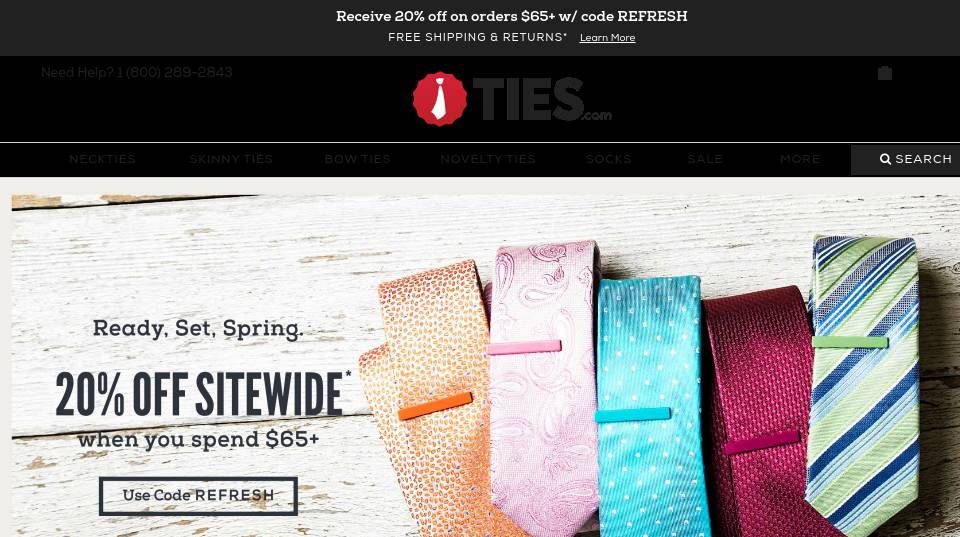 Receive 20% off on orders $65+ w/ code REFRESH
FREE SHIPPING & RETURNS* Learn More
Need Help? 1 (800) 289-2843
TIES.com
NECKTIES SKINNY TIES BOW TIES NOVELTY TIES SOCKS SALE MORE SEARCH
Ready, Set, Spring.
20% OFF SITEWIDE*
when you spend $65+
Use Code REFRESH